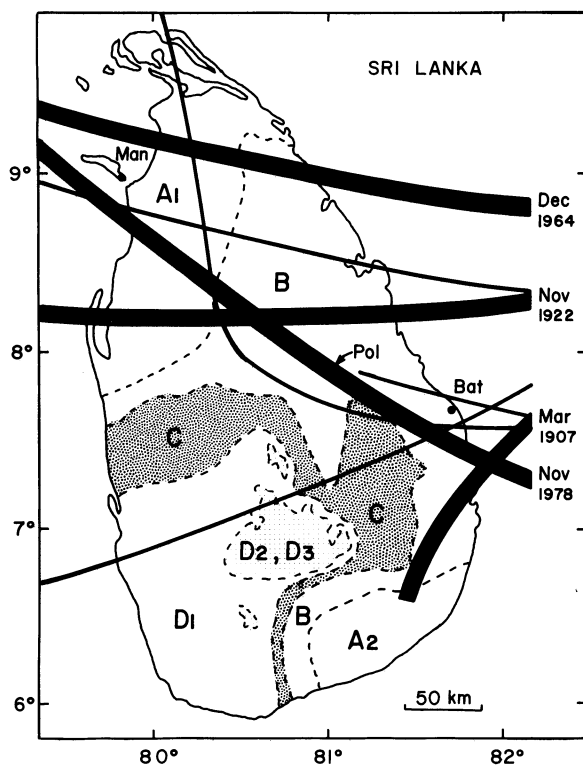 SRI LANKA
Man
9°
A1
Dec
1964
B
Nov
1922
8°
Pol
Bat
C
Mar
1907
Nov
1978
C
7°
D2, D3
D1
B
A2
6°
50 km
80°
81°
82°